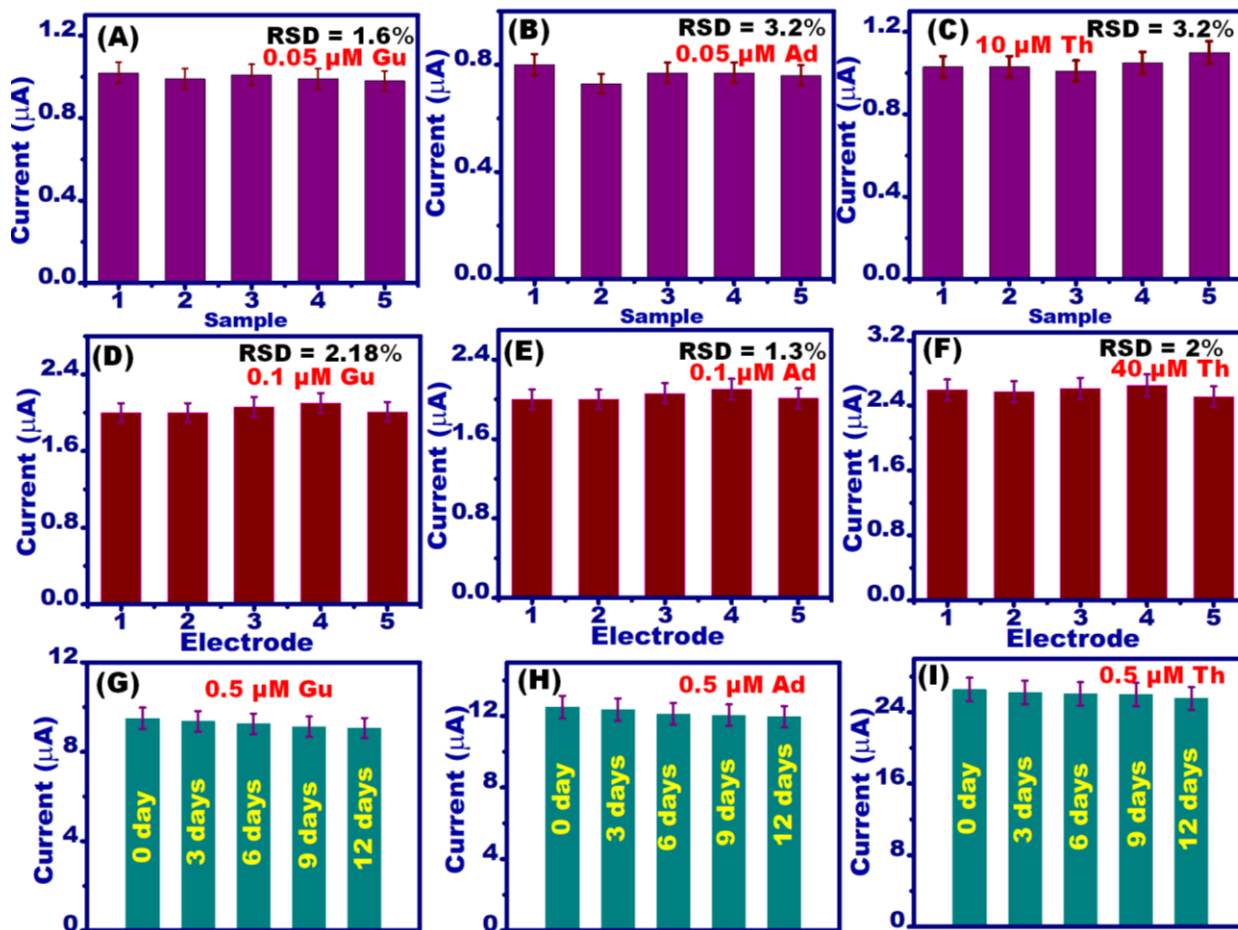 (A)
RSD = 1.6%
0.05 µM Gu
Current (µA)
1.2
0.8
0.4
0.0
1 2 3 4 5
Sample
(B)
RSD = 3.2%
0.05 µM Ad
Current (µA)
0.8
0.4
0.0
1 2 3 4 5
Sample
(C)
RSD = 3.2%
10 µM Th
Current (µA)
1.2
0.8
0.4
0.0
1 2 3 4 5
Sample
(D)
RSD = 2.18%
0.1 µM Gu
Current (µA)
2.4
1.6
0.8
0.0
1 2 3 4 5
Electrode
(E)
RSD = 1.3%
0.1 µM Ad
Current (µA)
2.4
1.6
0.8
0.0
1 2 3 4 5
Electrode
(F)
RSD = 2%
40 µM Th
Current (µA)
3.2
2.4
1.6
0.8
0.0
1 2 3 4 5
Electrode
(G)
0.5 µM Gu
Current (µA)
12
8
4
0
0 day
3 days
6 days
9 days
12 days
(H)
0.5 µM Ad
Current (µA)
12
8
4
0
0 day
3 days
6 days
9 days
12 days
(I)
0.5 µM Th
Current (µA)
24
16
8
0
0 day
3 days
6 days
9 days
12 days